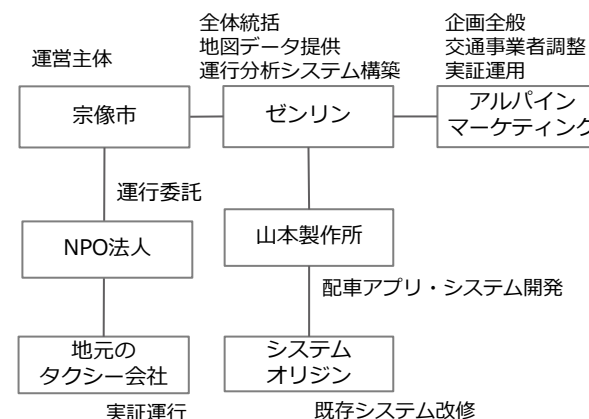 運営主体
全体統括
地図データ提供
運行分析システム構築
企画全般
交通事業者調整
実証運用
宗像市
ゼンリン
アルパイン
マーケティング
運行委託
NPO法人
山本製作所
配車アプリ・システム開発
地元の
タクシー会社
システム
オリジン
実証運行
既存システム改修